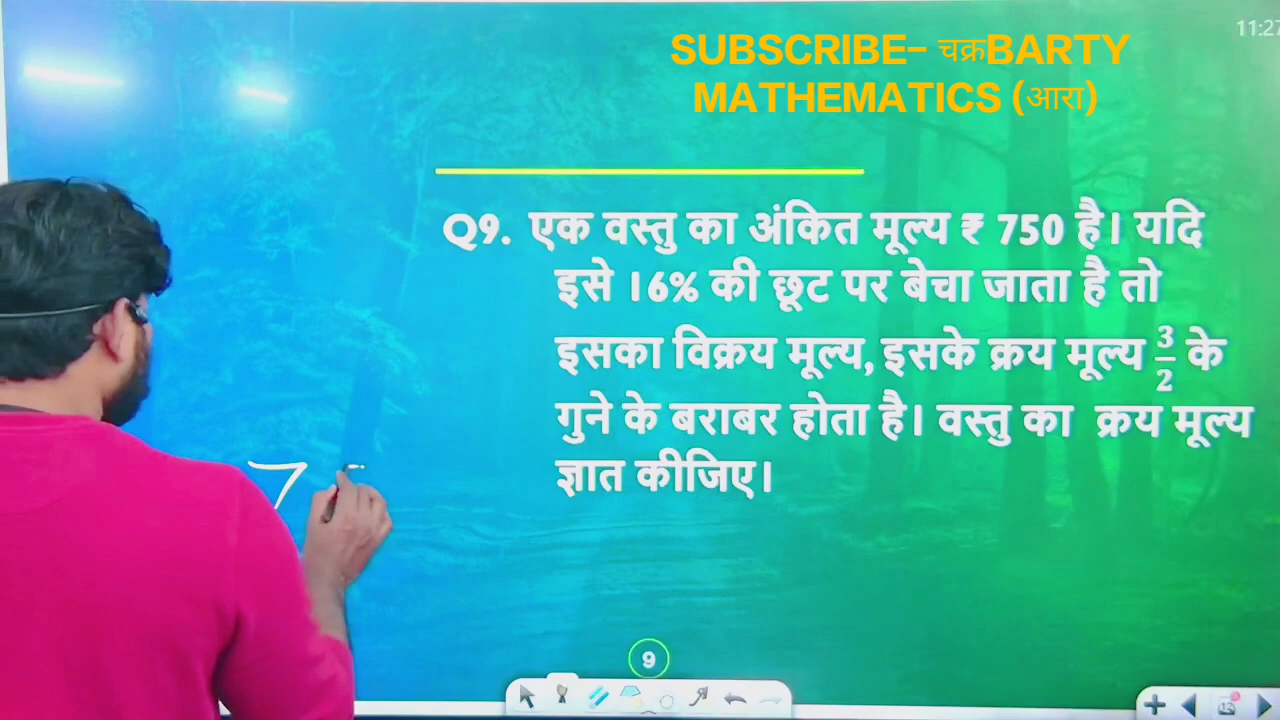 11:27
SUBSCRIBE- चक्रBARTY
MATHEMATICS (आरा)
Q9. एक वस्तु का अंकित मूल्य ₹ 750 है। यदि
इसे 16% की छूट पर बेचा जाता है तो
इसका विक्रय मूल्य, इसके क्रय मूल्य 3/2 के
गुने के बराबर होता है। वस्तु का क्रय मूल्य
ज्ञात कीजिए।
7
9